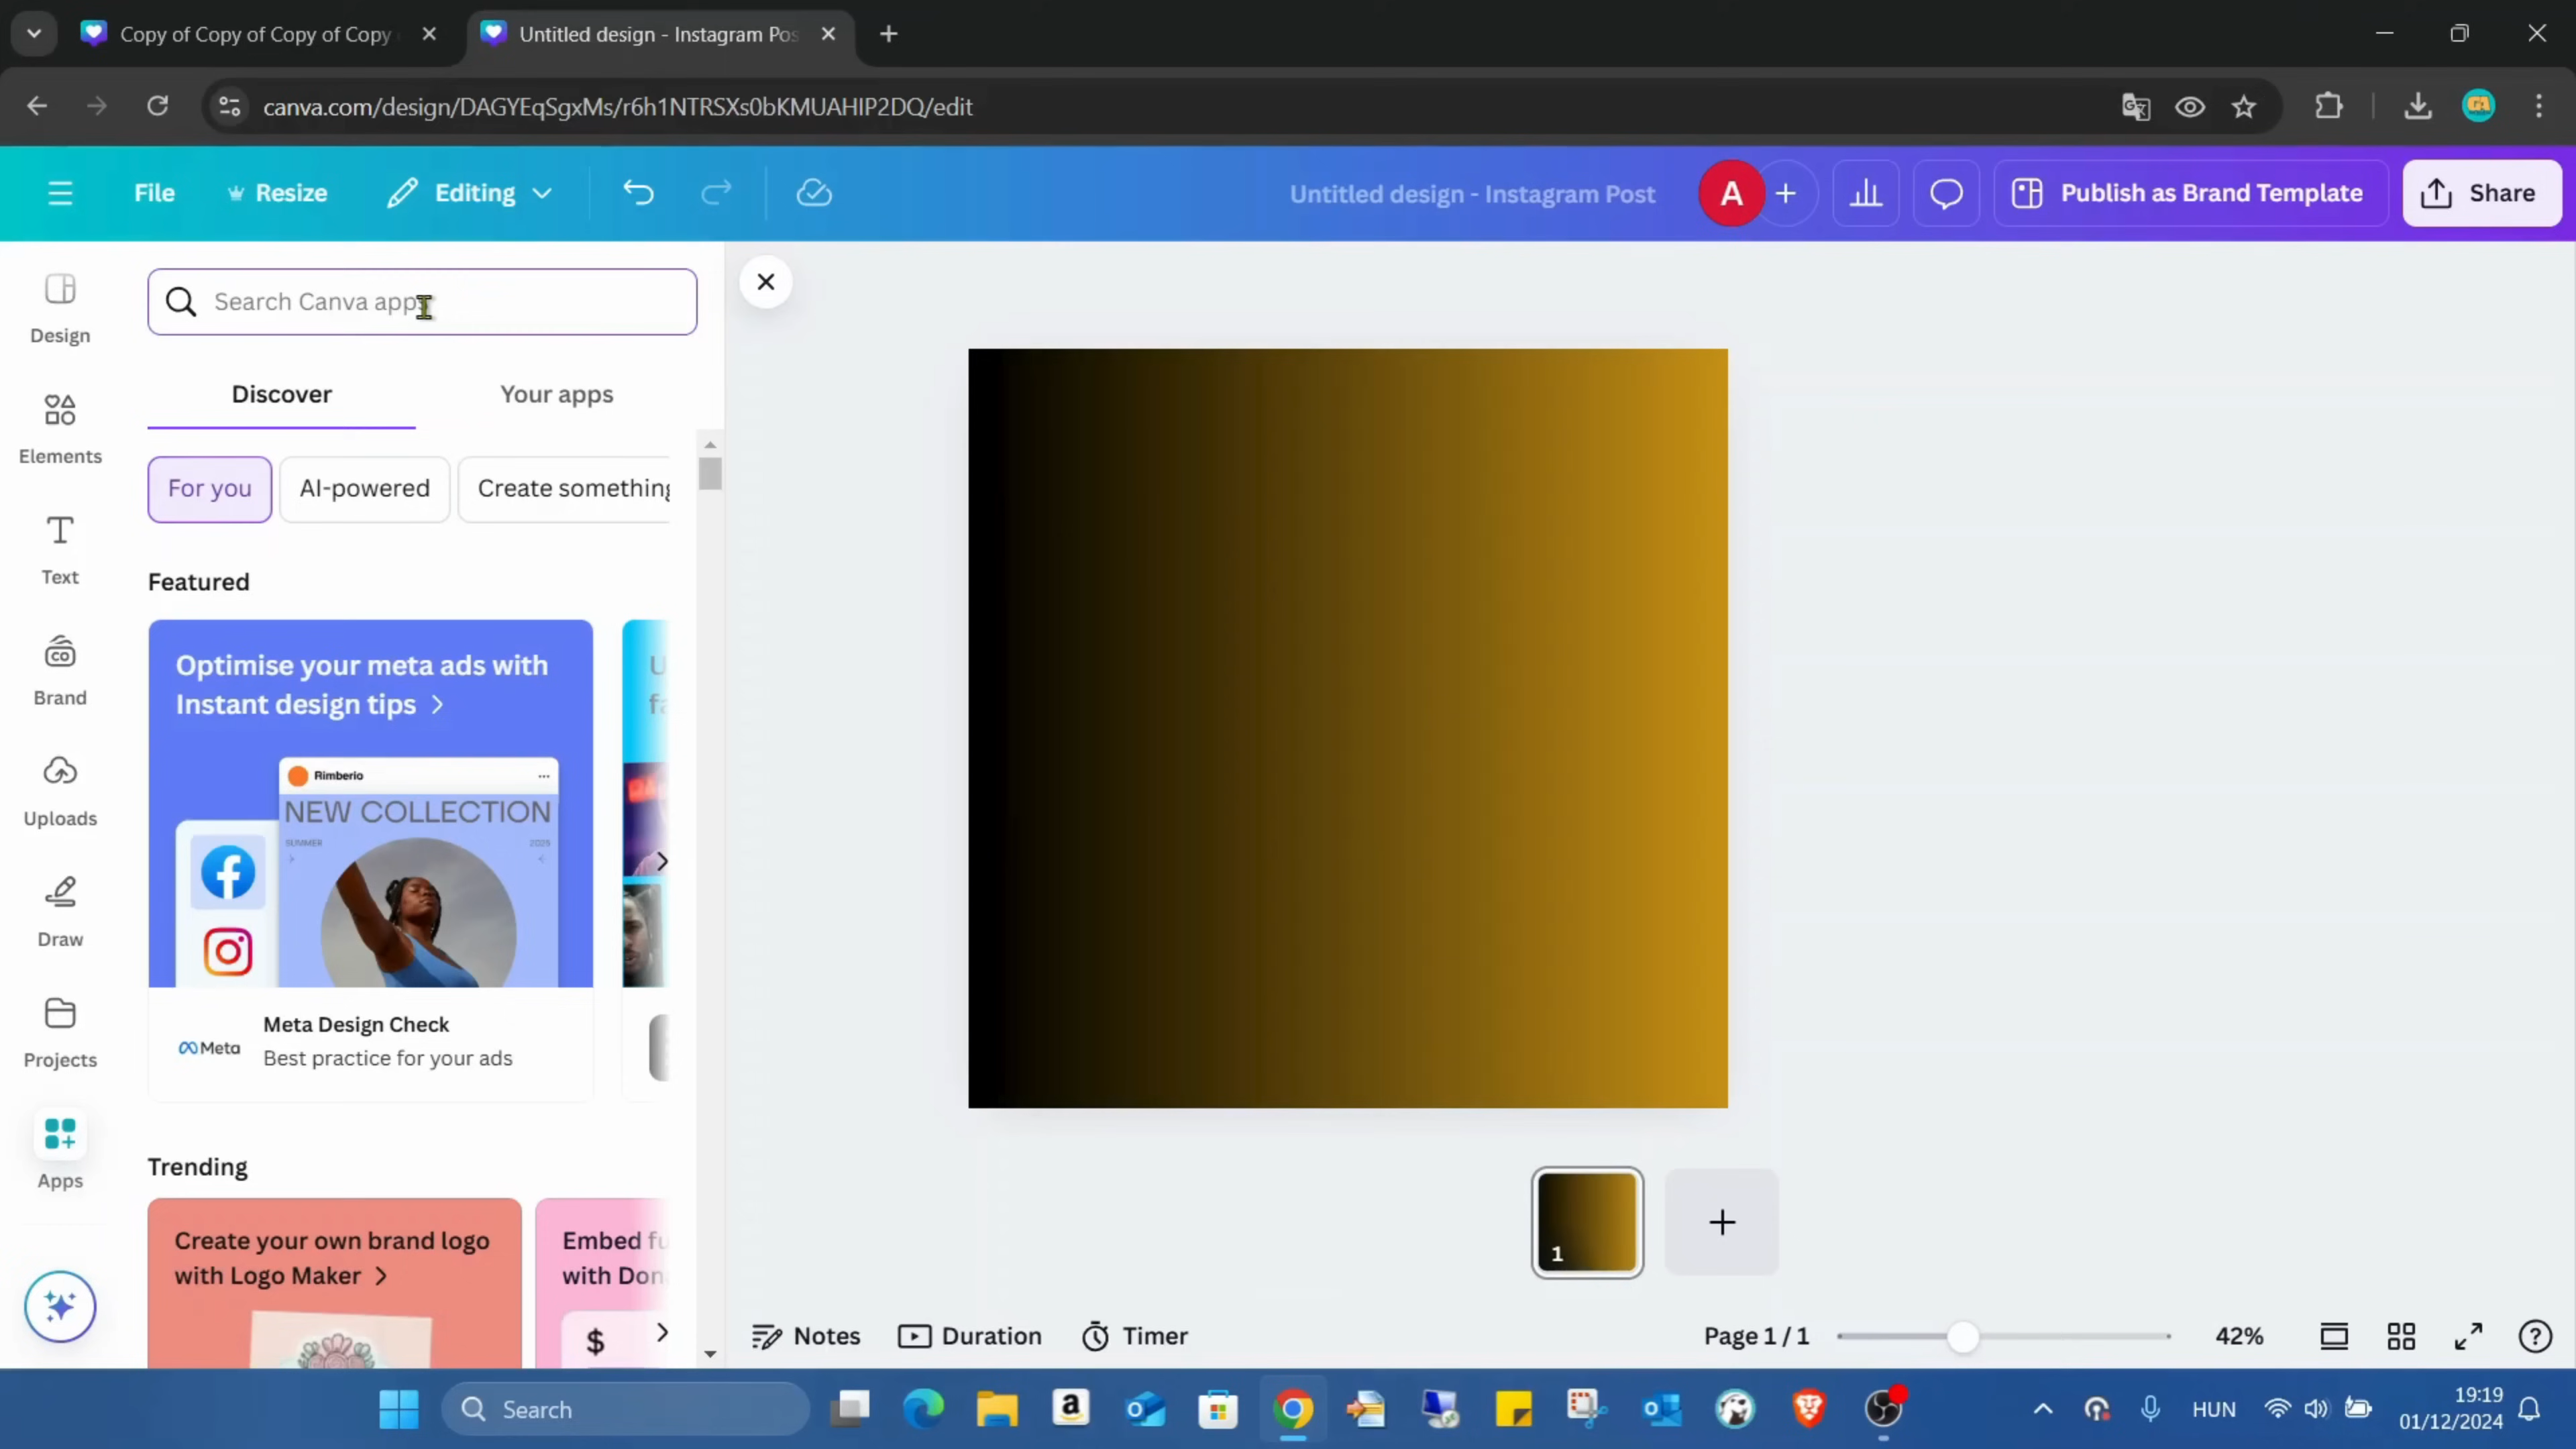 Copy of Copy of Copy of Copy
Untitled design - Instagram Pos
canva.com/design/DAGYEqSgxMs/r6h1NTRSXs0bKMUAHIP2DQ/edit
File
Resize
Editing
Untitled design - Instagram Post
A
Publish as Brand Template
Share
Design
Elements
Text
Brand
Uploads
Draw
Projects
Apps
Search Canva apps
Discover
Your apps
For you
AI-powered
Create something
Featured
Optimise your meta ads with
Instant design tips
Rimberio
NEW COLLECTION
SUMMER
2025
Meta
Meta Design Check
Best practice for your ads
Trending
Create your own brand logo
with Logo Maker
Embed fu
with Don
$
1
Notes
Duration
Timer
Page 1 / 1
42%
Search
HUN
19:19
01/12/2024